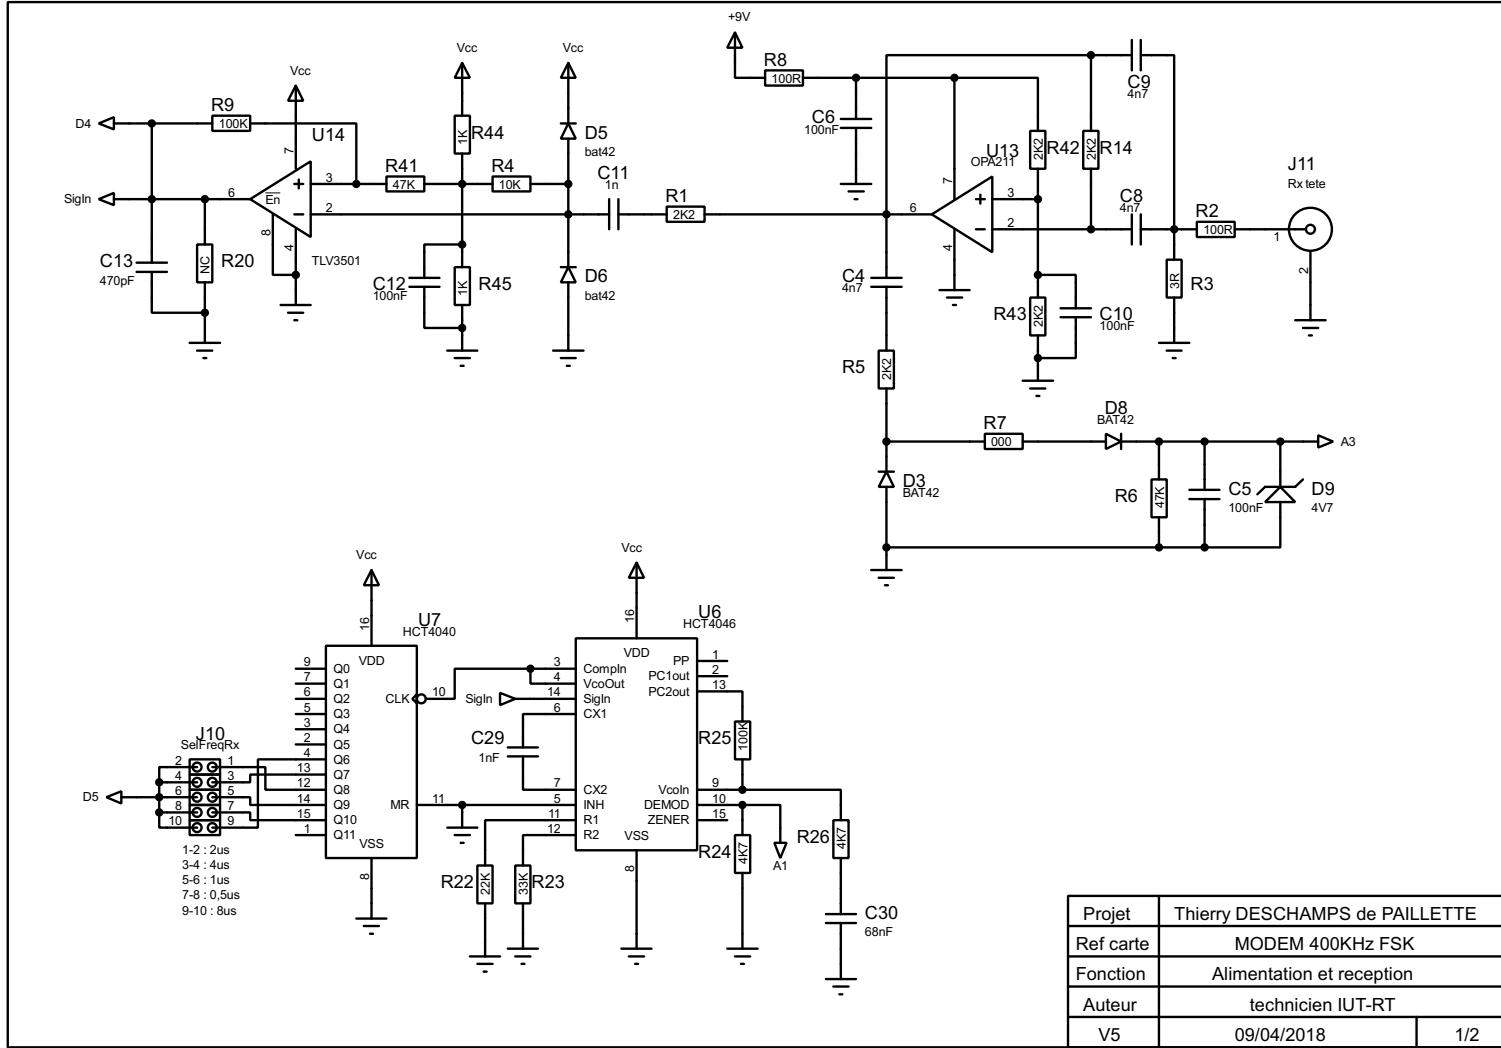 +9V
Vcc
Vcc
Vcc
R8
100R
C9
4n7
R9
100K
D4
U14
7
R44
1K
D5
bat42
C6
100nF
U13
OPA211
2K2
R42
2K2
R14
J11
Rx tete
R41
47K
R4
10K
C11
1n
R1
2K2
C8
4n7
R2
100R
1
2
SigIn
6
En
+
-
3
2
8
4
TLV3501
7
6
+
-
3
2
4
C13
470pF
NC
R20
C12
100nF
1K
R45
D6
bat42
C4
4n7
R43
2K2
C10
100nF
3R
R3
R5
2K2
R7
000
D8
BAT42
A3
D3
BAT42
R6
47K
C5
100nF
D9
4V7
Vcc
Vcc
16
U7
HCT4040
16
U6
HCT4046
VDD
9 Q0
7 Q1
6 Q2
5 Q3
3 Q4
2 Q5
4 Q6
13 Q7
12 Q8
14 Q9
15 Q10
1 Q11
CLK 10
MR 11
VSS
8
J10
SelFreqRx
2 1
4 3
6 5
8 7
10 9
D5
1-2 : 2us
3-4 : 4us
5-6 : 1us
7-8 : 0,5us
9-10 : 8us
SigIn
VDD
3 CompIn
4 VcoOut
14 SigIn
6 CX1
7 CX2
5 INH
11 R1
12 R2
PP 1
PC1out 2
PC2out 13
VcoIn 9
DEMOD 10
ZENER 15
VSS
8
C29
1nF
R25
100K
R22
22K
33K
R23
R24
4K7
A1
R26
4K7
C30
68nF
Projet Thierry DESCHAMPS de PAILLETTE
Ref carte MODEM 400KHz FSK
Fonction Alimentation et reception
Auteur technicien IUT-RT
V5 09/04/2018 1/2